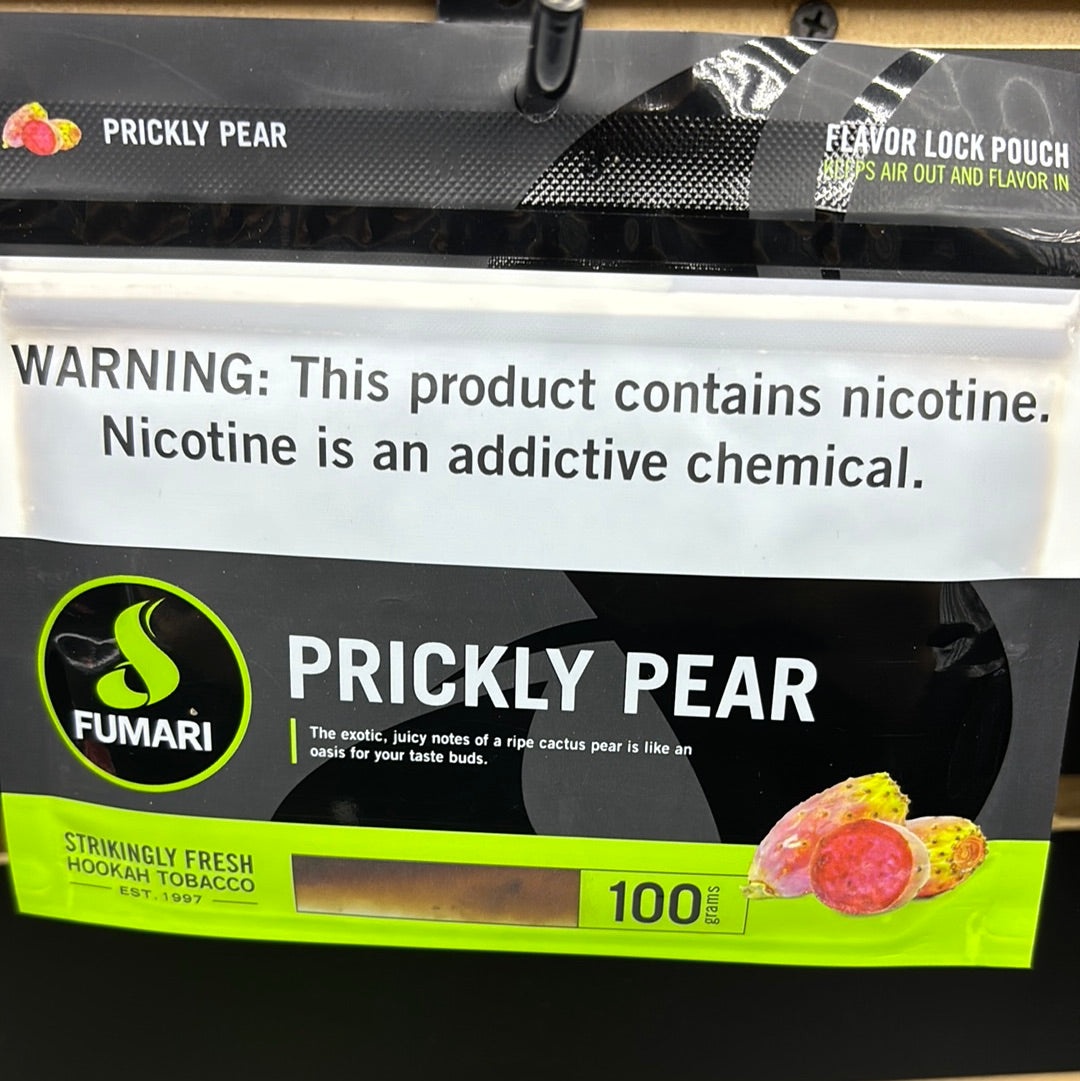 PRICKLY PEAR
FLAVOR LOCK POUCH
KEEPS AIR OUT AND FLAVOR IN
WARNING: This product contains nicotine.
Nicotine is an addictive chemical.
FUMARI
PRICKLY PEAR
The exotic, juicy notes of a ripe cactus pear is like an
oasis for your taste buds.
STRIKINGLY FRESH
HOOKAH TOBACCO
EST. 1997
100 grams